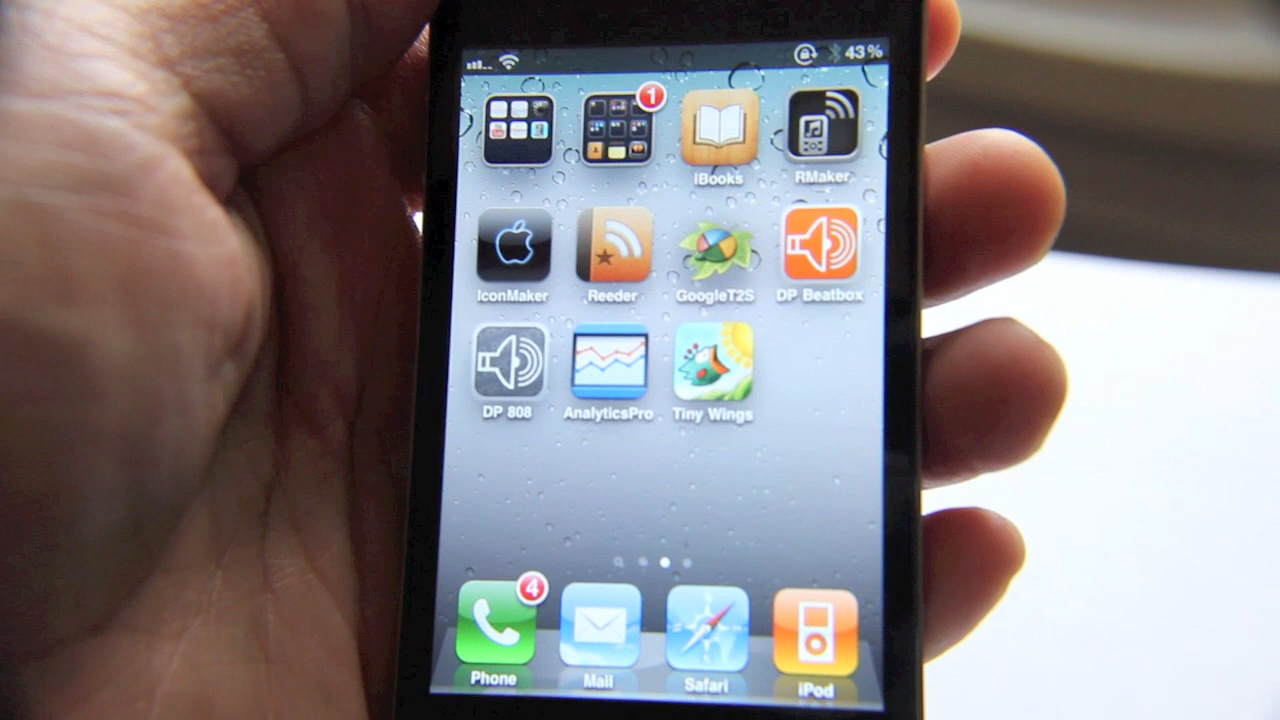 43%
1
iBooks RMaker
IconMaker Reeder GoogleT2S DP Beatbox
DP 808 AnalyticsPro Tiny Wings
4
Phone Mail Safari iPod